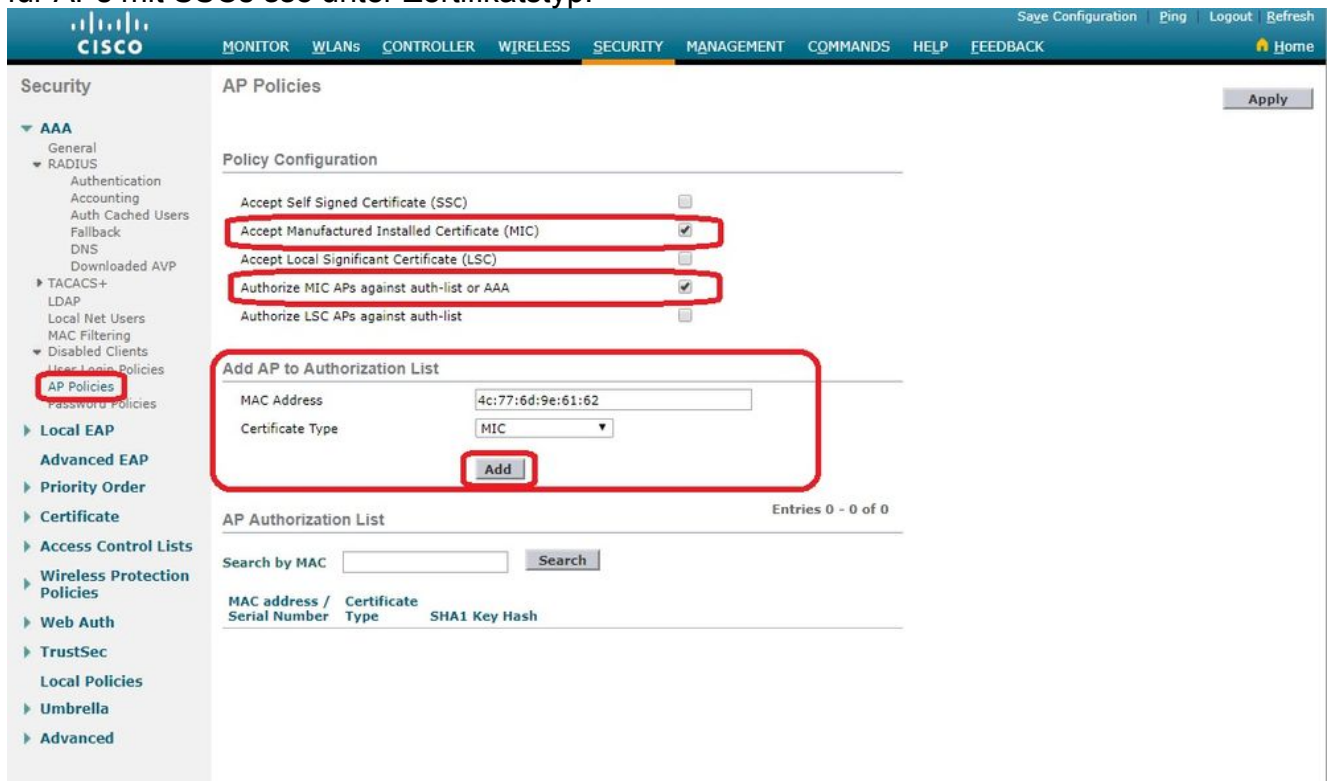 für AP's mit SSCs ssc unter Zertifikatstyp.
Save Configuration Ping Logout Refresh
CISCO
MONITOR WLANs CONTROLLER WIRELESS SECURITY MANAGEMENT COMMANDS HELP FEEDBACK Home
Security
AAA
General
RADIUS
Authentication
Accounting
Auth Cached Users
Fallback
DNS
Downloaded AVP
TACACS+
LDAP
Local Net Users
MAC Filtering
Disabled Clients
User Login Policies
AP Policies
Password Policies
Local EAP
Advanced EAP
Priority Order
Certificate
Access Control Lists
Wireless Protection
Policies
Web Auth
TrustSec
Local Policies
Umbrella
Advanced
AP Policies
Apply
Policy Configuration
Accept Self Signed Certificate (SSC)
Accept Manufactured Installed Certificate (MIC)
Accept Local Significant Certificate (LSC)
Authorize MIC APs against auth-list or AAA
Authorize LSC APs against auth-list
Add AP to Authorization List
MAC Address 4c:77:6d:9e:61:62
Certificate Type MIC
Add
AP Authorization List Entries 0 - 0 of 0
Search by MAC Search
MAC address / Certificate
Serial Number Type SHA1 Key Hash